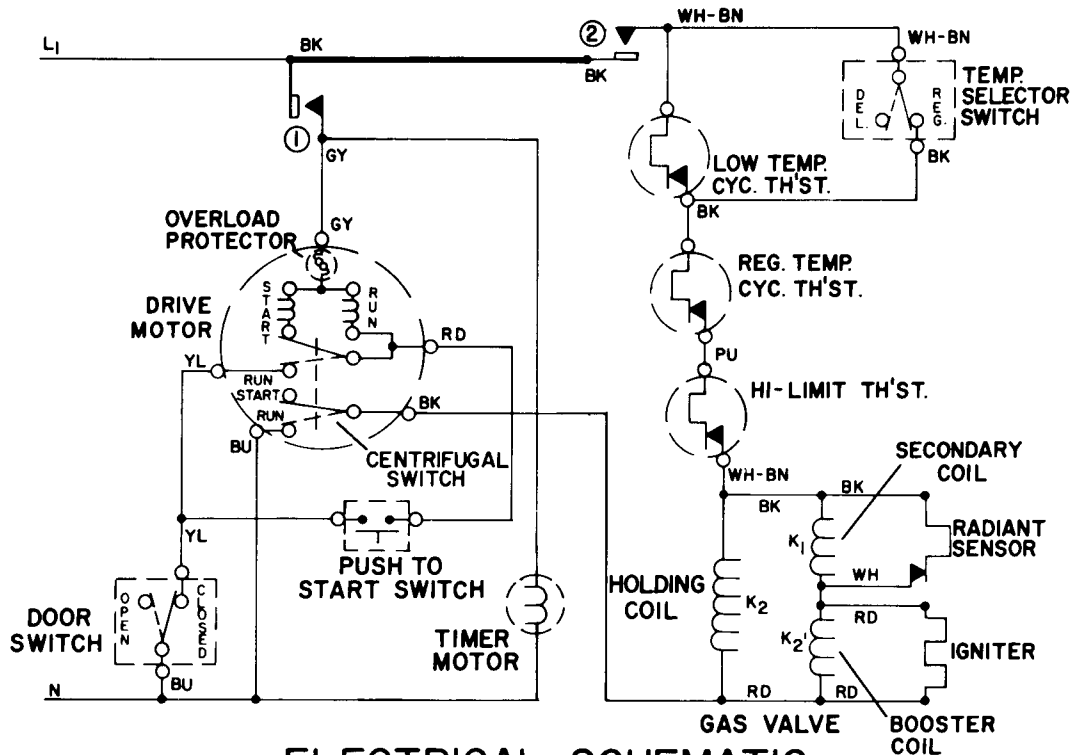 L1
BK
②
WH-BN
BK
WH-BN
TEMP.
SELECTOR
SWITCH
DEL.
REG.
BK
①
GY
LOW TEMP.
CYC. TH'ST.
BK
GY
OVERLOAD
PROTECTOR
REG. TEMP.
CYC. TH'ST.
START
RUN
DRIVE
MOTOR
RD
PU
YL
RUN
START
RUN
BK
BU
HI-LIMIT TH'ST.
CENTRIFUGAL
SWITCH
WH-BN
SECONDARY
COIL
BK
BK
YL
PUSH TO
START SWITCH
K1
RADIANT
SENSOR
WH
HOLDING
COIL
K2
RD
K2'
IGNITER
DOOR
SWITCH
OPEN
CLOSED
TIMER
MOTOR
BU
N
RD
RD
GAS VALVE
BOOSTER
COIL
ELECTRICAL SCHEMATIC